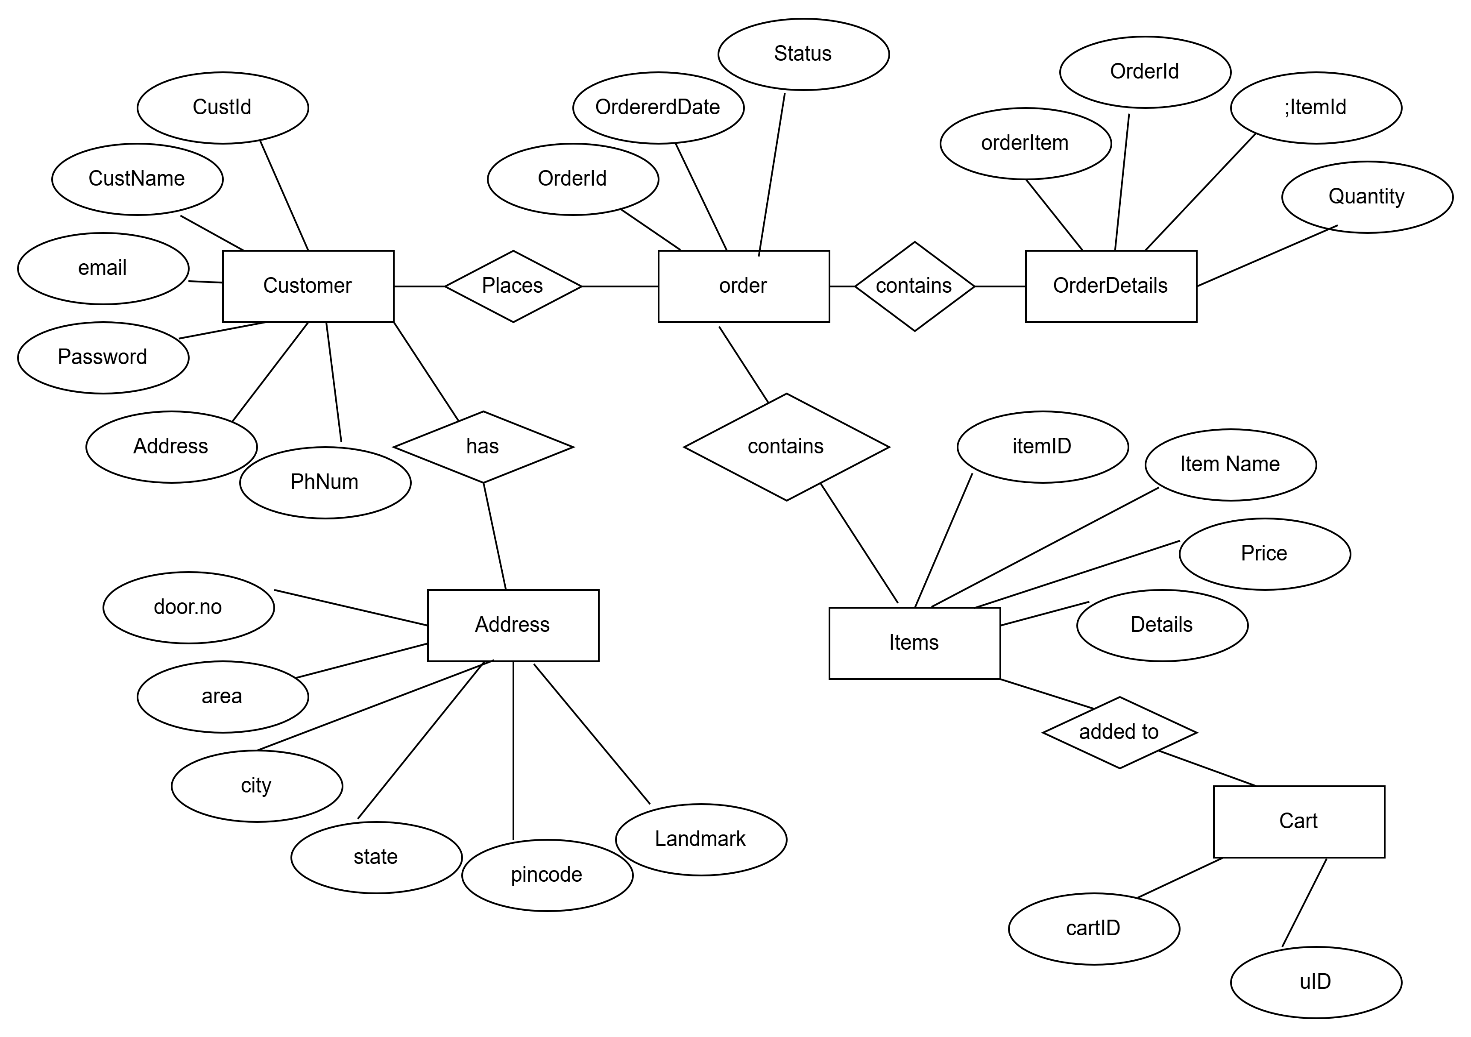 Status
CustId
OrdererdDate
OrderId
;ItemId
orderItem
CustName
OrderId
Quantity
email
Customer
Places
order
contains
OrderDetails
Password
Address
PhNum
has
contains
itemID
Item Name
Price
door.no
Address
Items
Details
area
city
state
pincode
Landmark
added to
Cart
cartID
uID